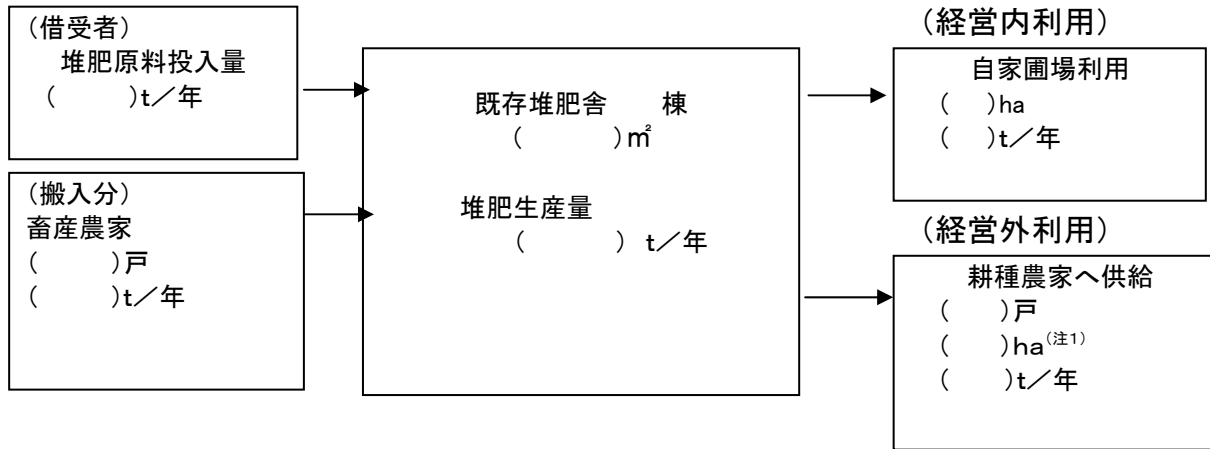 (借受者)
堆肥原料投入量
(　　　)t/年
(搬入分)
畜産農家
(　　　)戸
(　　　)t/年
既存堆肥舎　　棟
(　　　)㎡
堆肥生産量
(　　　) t/年
(経営内利用)
自家圃場利用
(　　)ha
(　　)t/年
(経営外利用)
耕種農家へ供給
(　　)戸
(　　)ha(注1)
(　　)t/年